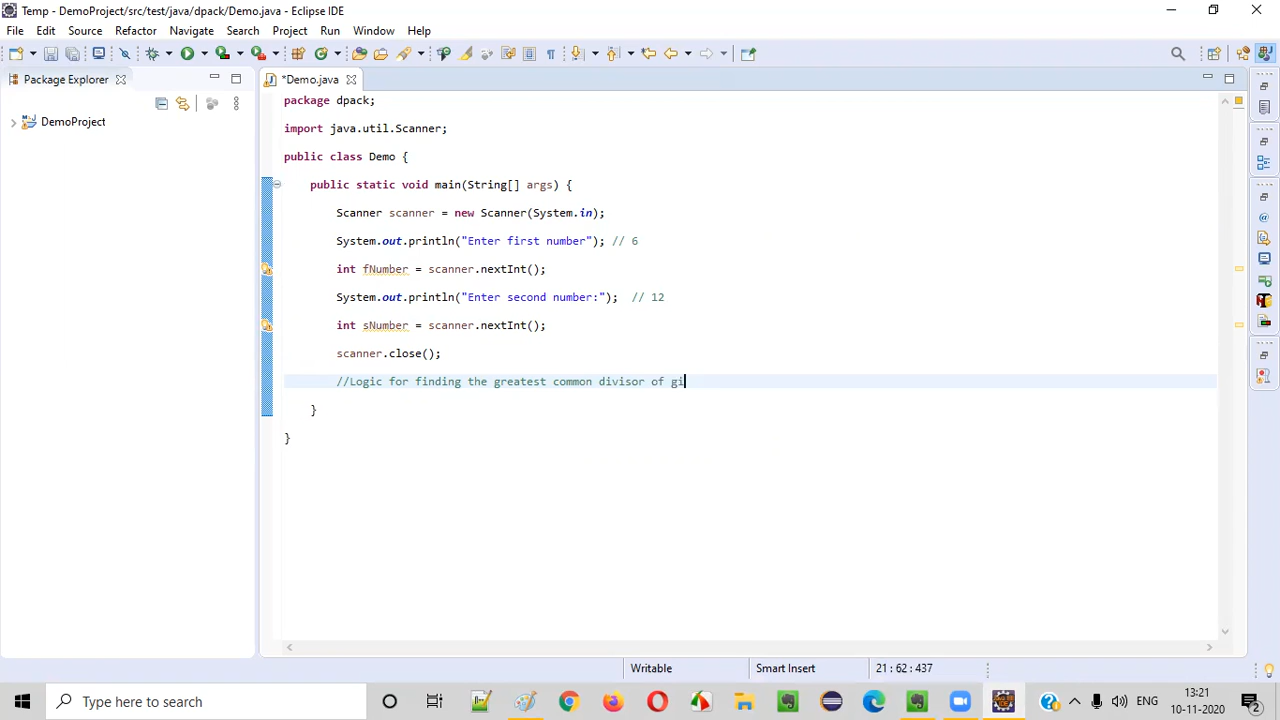 Temp - DemoProject/src/test/java/dpack/Demo.java - Eclipse IDE
File Edit Source Refactor Navigate Search Project Run Window Help
Package Explorer
*Demo.java
DemoProject
package dpack;
import java.util.Scanner;
public class Demo {
public static void main(String[] args) {
Scanner scanner = new Scanner(System.in);
System.out.println("Enter first number"); // 6
int fNumber = scanner.nextInt();
System.out.println("Enter second number:"); // 12
int sNumber = scanner.nextInt();
scanner.close();
//Logic for finding the greatest common divisor of gi
}
}
Writable Smart Insert 21 : 62 : 437
Type here to search
ENG
13:21
10-11-2020
2